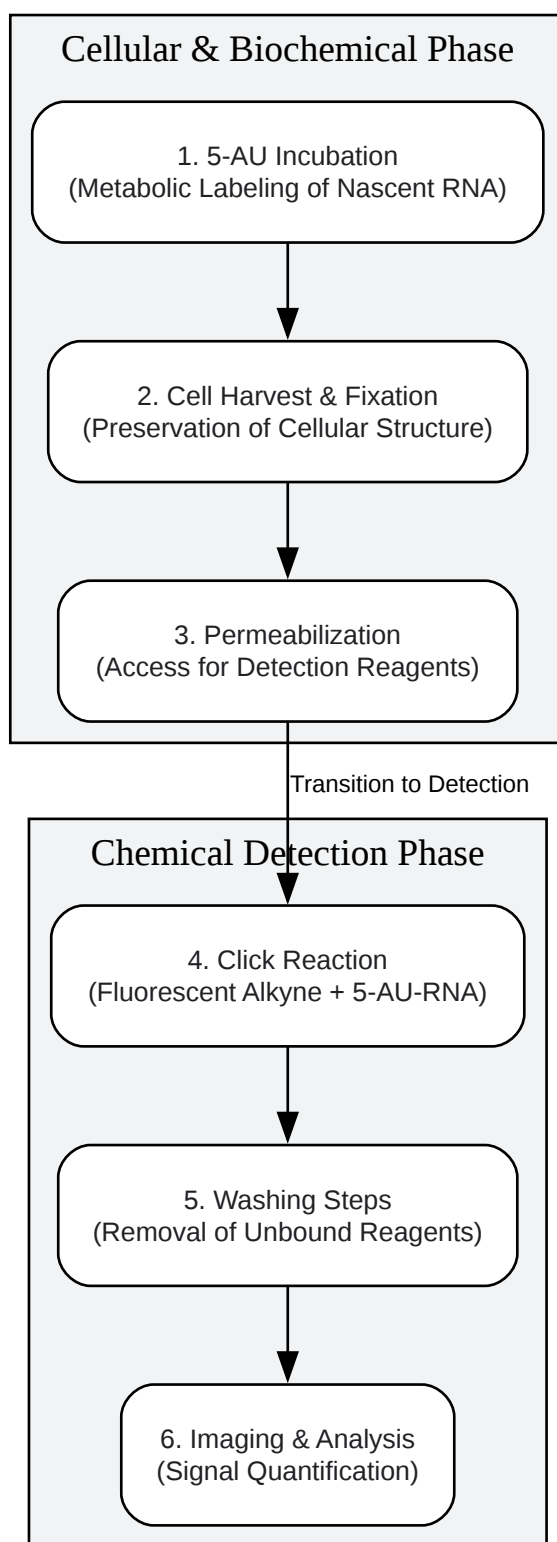 Cellular & Biochemical Phase
1. 5-AU Incubation
(Metabolic Labeling of Nascent RNA)
2. Cell Harvest & Fixation
(Preservation of Cellular Structure)
3. Permeabilization
(Access for Detection Reagents)
Transition to Detection
Chemical Detection Phase
4. Click Reaction
(Fluorescent Alkyne + 5-AU-RNA)
5. Washing Steps
(Removal of Unbound Reagents)
6. Imaging & Analysis
(Signal Quantification)